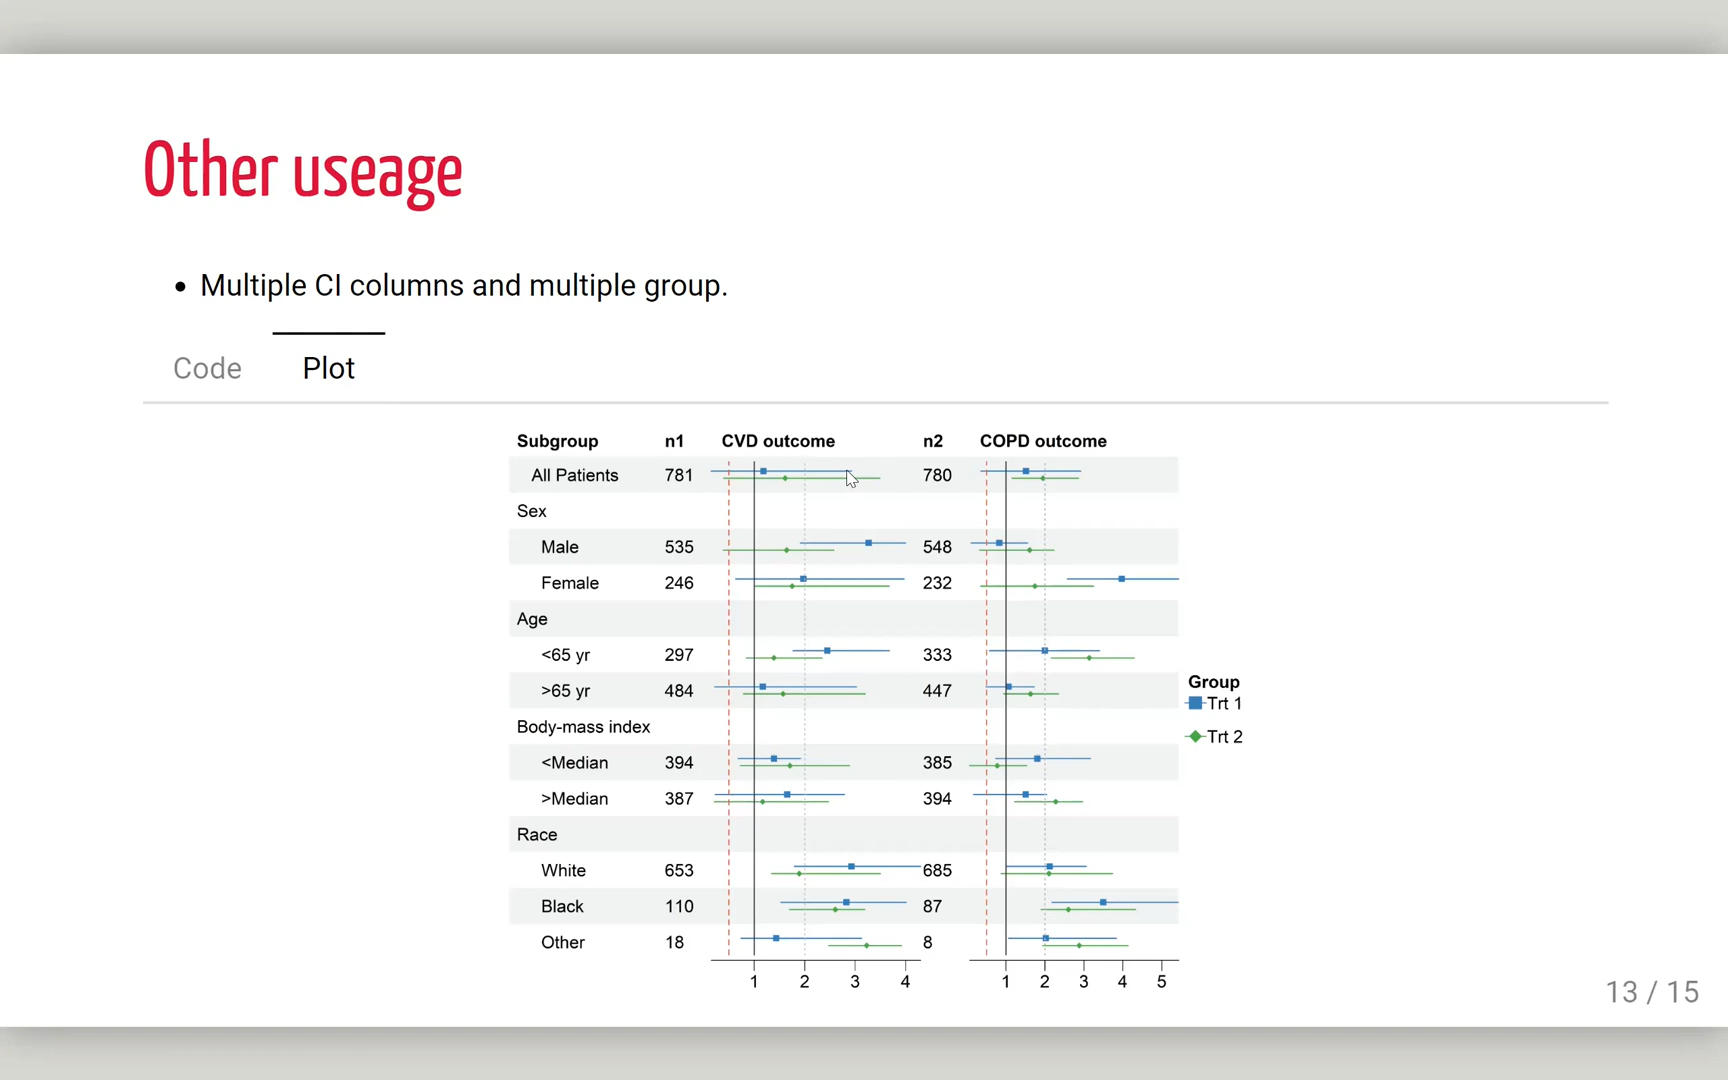 Other useage
Multiple CI columns and multiple group.
Code Plot
Subgroup n1 CVD outcome n2 COPD outcome
All Patients 781 780
Sex
Male 535 548
Female 246 232
Age
<65 yr 297 333
>65 yr 484 447
Body-mass index
<Median 394 385
>Median 387 394
Race
White 653 685
Black 110 87
Other 18 8
1 2 3 4 1 2 3 4 5
Group
Trt 1
Trt 2
13 / 15